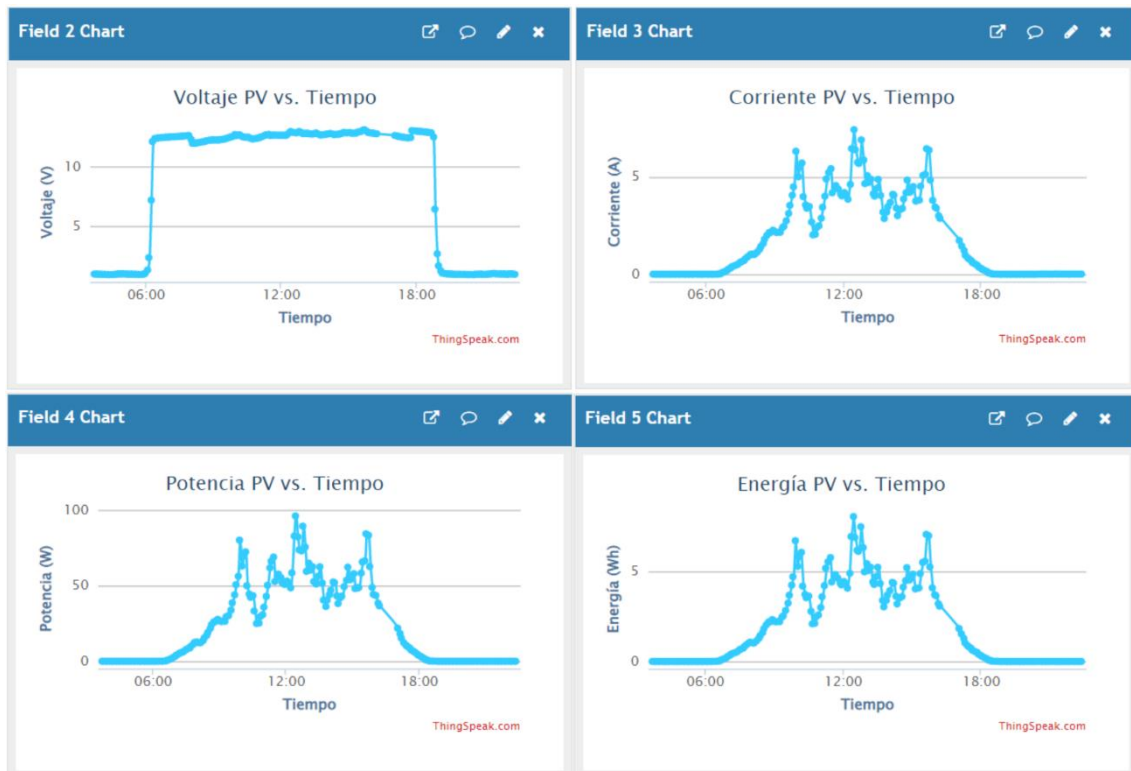 Field 2 Chart
Voltaje PV vs. Tiempo
Voltaje (V)
10
5
06:00 12:00 18:00
Tiempo
ThingSpeak.com
Field 3 Chart
Corriente PV vs. Tiempo
Corriente (A)
5
0
06:00 12:00 18:00
Tiempo
ThingSpeak.com
Field 4 Chart
Potencia PV vs. Tiempo
Potencia (W)
100
50
0
06:00 12:00 18:00
Tiempo
ThingSpeak.com
Field 5 Chart
Energía PV vs. Tiempo
Energía (Wh)
5
0
06:00 12:00 18:00
Tiempo
ThingSpeak.com